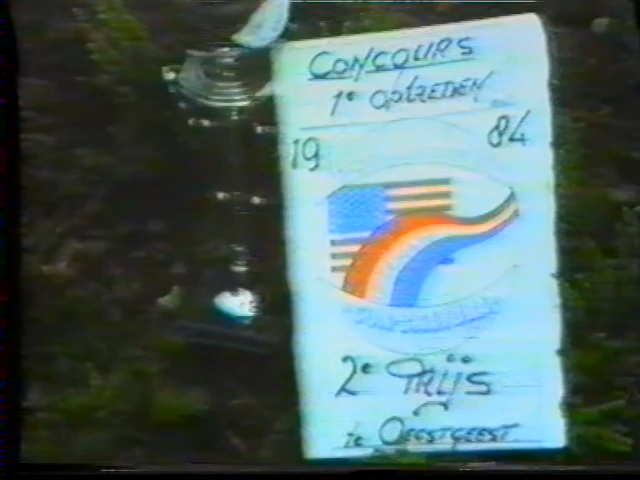 CONCOURS
1e OPTREDEN
19 84
2e PRIJS
te OEGSTGEEST